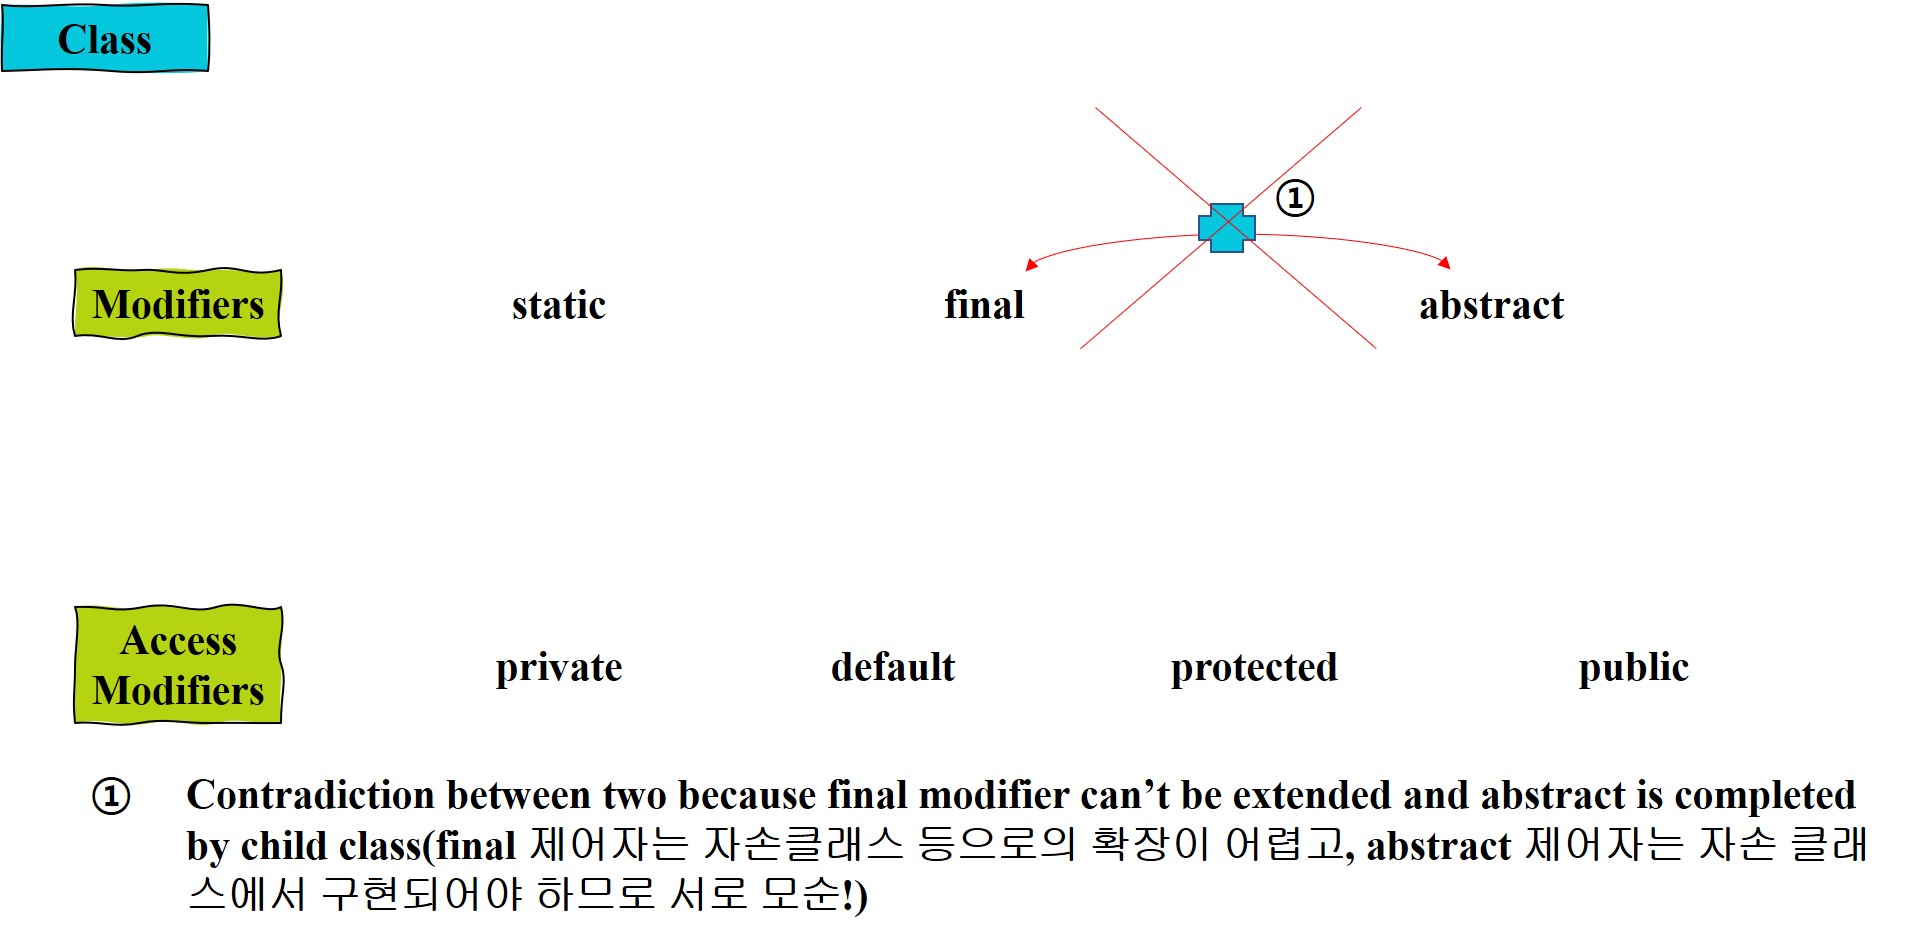 Class
①
Modifiers static final abstract
Access
Modifiers
private default protected public
① Contradiction between two because final modifier can’t be extended and abstract is completed
by child class(final 제어자는 자손클래스 등으로의 확장이 어렵고, abstract 제어자는 자손 클래
스에서 구현되어야 하므로 서로 모순!)